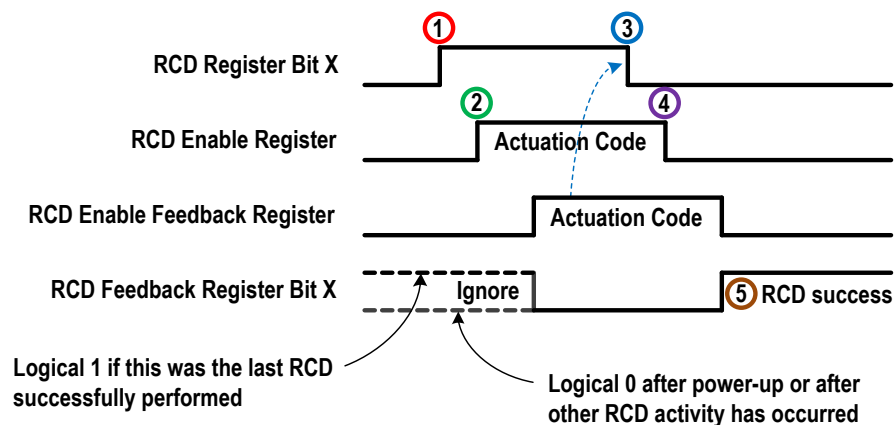 1
3
RCD Register Bit X
2
4
RCD Enable Register
Actuation Code
RCD Enable Feedback Register
Actuation Code
RCD Feedback Register Bit X
Ignore
5 RCD success
Logical 1 if this was the last RCD
successfully performed
Logical 0 after power-up or after
other RCD activity has occurred